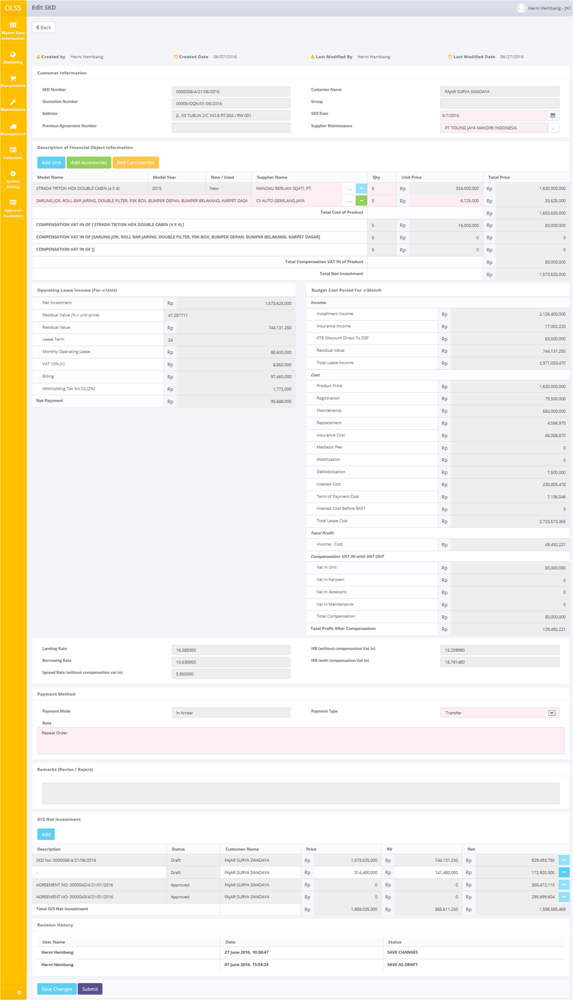 OLSS
Edit SKD
Herni Hembang - JKC
Master Data Information
Marketing
Procurement
Maintenance
Management
Collection
System Setting
Approval Escalation
Back
Created by Herni Hembang Created Date 06/07/2016 Last Modified By Herni Hembang Last Modified Date 06/27/2016
Customer Information
SKD Number 0000058/4/21/06/2016 Customer Name FAJAR SURYA SWADAYA
Quotation Number 00005/OQN/01/05/2016 Group
Address JL. KS TUBUN 2/C NO.8 RT.004 / RW 001 SKD Date 6/7/2016
Previous Agreement Number Supplier Maintenance PT TIDUNG JAYA MANDIRI INDONESIA ...
Description of Financial Object Information
Add Unit Add Accessories Add Carroserries
Model Name Model Year New / Used Supplier Name Qty Unit Price Total Price
STRADA TRITON HDX DOUBLE CABIN (4 X 4) 2015 New MANDAU BERLIAN SEJATI, PT. ... 5 Rp 324,000,000 Rp 1,620,000,000
SARUNG JOK, ROLL BAR JARING, DOUBLE FILTER, P3K BOX, BUMPER DEPAN, BUMPER BELAKANG, KARPET DASA CV AUTO GEMILANG JAYA ... 5 Rp 6,725,000 Rp 33,625,000
Total Cost of Product Rp 1,653,625,000
COMPENSATION VAT IN OF [ STRADA TRITON HDX DOUBLE CABIN (4 X 4) ] 5 Rp 16,000,000 Rp 80,000,000
COMPENSATION VAT IN OF [SARUNG JOK, ROLL BAR JARING, DOUBLE FILTER, P3K BOX, BUMPER DEPAN, BUMPER BELAKANG, KARPET DASAR] 5 Rp 0 Rp 0
COMPENSATION VAT IN OF [] 5 Rp 0 Rp 0
Total Compensation VAT IN of Product Rp 80,000,000
Total Net Investment Rp 1,573,625,000
Operating Lease Income (For n Unit)
Net Investment Rp 1,573,625,000
Residual Value (% x unit price) 47.287711
Residual Value Rp 744,131,250
Lease Term 24
Monthly Operating Lease Rp 88,600,000
VAT 10% (+) Rp 8,860,000
Billing Rp 97,460,000
Withholding Tax Art 23 (2%) Rp 1,772,000
Net Payment Rp 95,688,000
Budget Cost Period For n Month
Income
Installment Income Rp 2,126,400,000
Insurance Income Rp 17,002,220
KTB Discount Direct To DSF Rp 83,500,000
Residual Value Rp 744,131,250
Total Lease Income Rp 2,971,033,470
Cost
Product Price Rp 1,620,000,000
Registration Rp 79,500,000
Maintenance Rp 684,000,000
Replacement Rp 4,596,970
Insurance Cost Rp 68,008,870
Mediator Fee Rp 0
Mobilization Rp 0
DeMobilization Rp 7,500,000
Interest Cost Rp 230,805,478
Term of Payment Cost Rp 7,136,046
Interest Cost Before BAST Rp 0
Total Lease Cost Rp 2,723,572,365
Total Profit
Income - Cost Rp 49,492,221
Compensation VAT IN with VAT OUT
Vat In Unit Rp 80,000,000
Vat In Karoseri Rp 0
Vat In Aksesoris Rp 0
Vat In Maintenance Rp 0
Total Compensation Rp 80,000,000
Total Profit After Compensation Rp 129,492,221
Landing Rate 16.585000 IRR (without compensation Vat In) 15.259990
Borrowing Rate 10.630000 IRR (with compensation Vat In) 18.781480
Spread Rate (without compensation vat in) 5.955000
Payment Method
Payment Mode In Arrear Payment Type Transfer
Note
Repeat Order
Remarks (Revise / Reject)
O/S Net Investment
Add
Description Status Customer Name Price RV Net
SKD No: 0000058/4/21/06/2016 Draft FAJAR SURYA SWADAYA Rp 1,573,625,000 Rp 744,131,250 Rp 829,493,750
- Draft FAJAR SURYA SWADAYA Rp 314,400,000 Rp 141,480,000 Rp 172,920,000
AGREEMENT NO: 0000042/4/21/01/2016 Approved FAJAR SURYA SWADAYA Rp 0 Rp 0 Rp 300,472,115
AGREEMENT NO: 0000043/4/21/01/2016 Approved FAJAR SURYA SWADAYA Rp 0 Rp 0 Rp 295,699,604
Total O/S Net Investment Rp 1,888,025,000 Rp 885,611,250 Rp 1,598,585,469
Revision History
User Name Date Status
Herni Hembang 27 June 2016, 10:38:47 SAVE CHANGES
Herni Hembang 07 June 2016, 15:54:24 SAVE AS DRAFT
Save Changes Submit